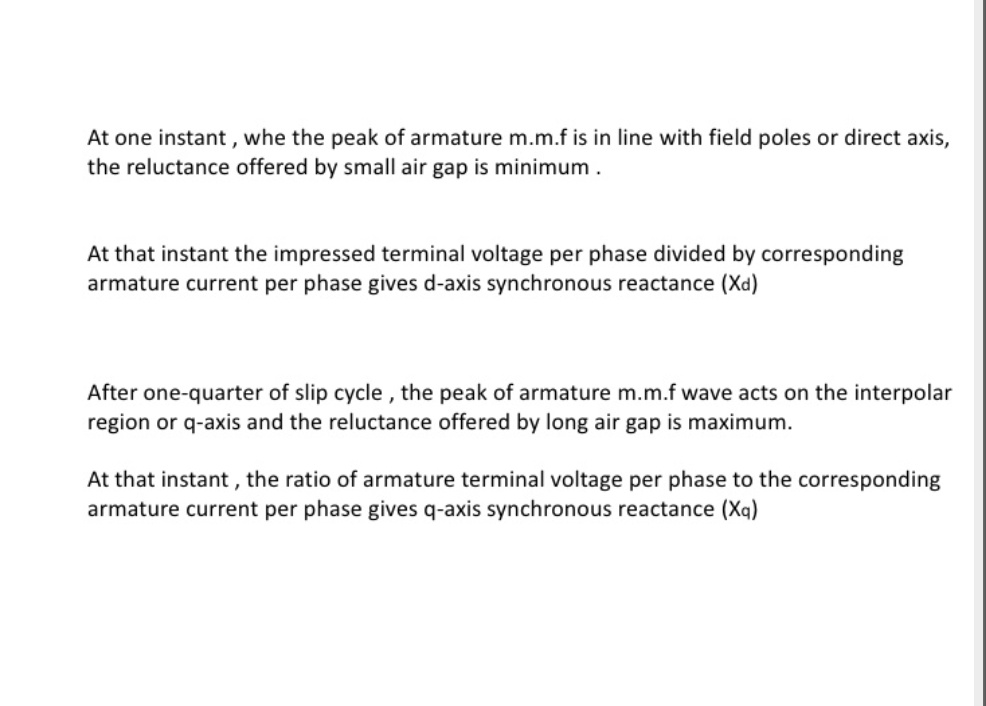 At one instant , whe the peak of armature m.m.f is in line with field poles or direct axis,
the reluctance offered by small air gap is minimum .
At that instant the impressed terminal voltage per phase divided by corresponding
armature current per phase gives d-axis synchronous reactance (Xd)
After one-quarter of slip cycle , the peak of armature m.m.f wave acts on the interpolar
region or q-axis and the reluctance offered by long air gap is maximum.
At that instant , the ratio of armature terminal voltage per phase to the corresponding
armature current per phase gives q-axis synchronous reactance (Xq)